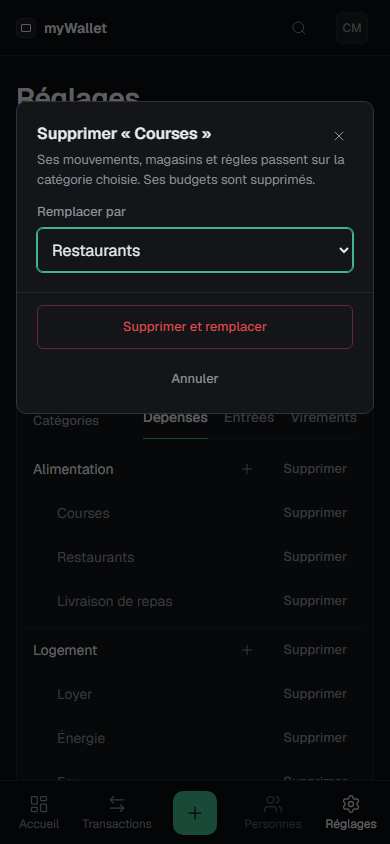 myWallet
CM
Réglages
Supprimer « Courses »
Ses mouvements, magasins et règles passent sur la
catégorie choisie. Ses budgets sont supprimés.
Remplacer par
Restaurants
Supprimer et remplacer
Annuler
Catégories
Dépenses Entrées Virements
Alimentation + Supprimer
Courses Supprimer
Restaurants Supprimer
Livraison de repas Supprimer
Logement + Supprimer
Loyer Supprimer
Énergie Supprimer
Accueil Transactions + Personnes Réglages